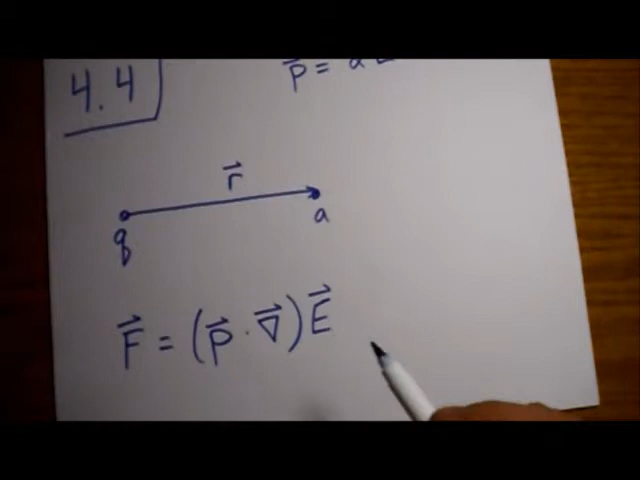 4.4
p⃗ = α
r⃗
q
a
F⃗ = (p⃗ · ∇⃗) E⃗